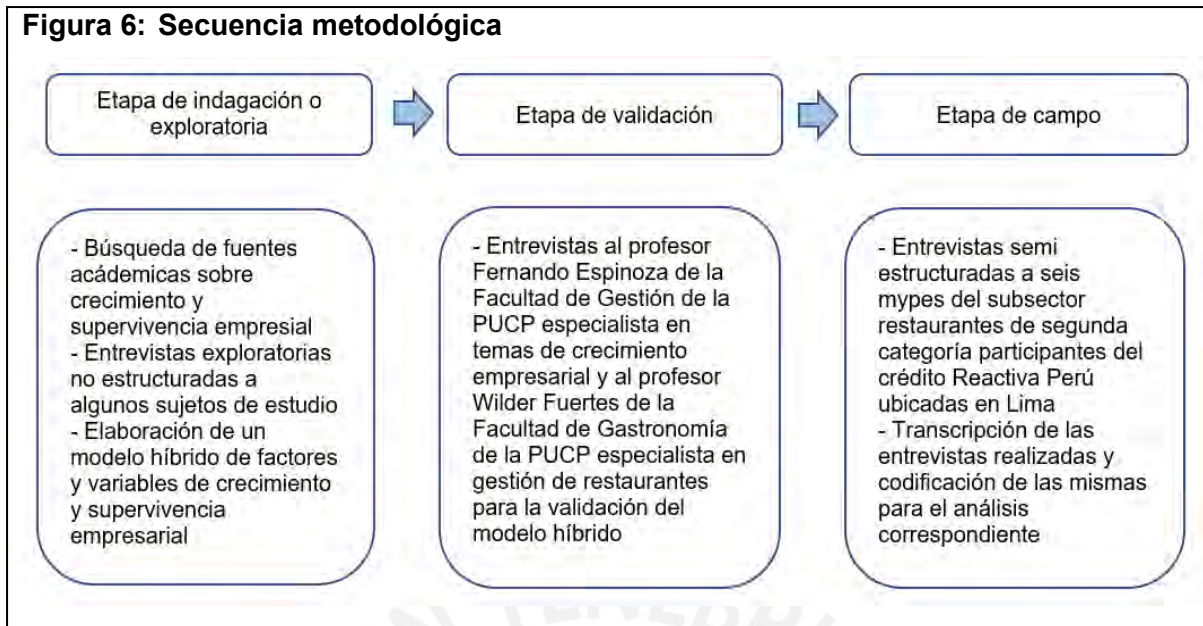 Figura 6: Secuencia metodológica
Etapa de indagación o
exploratoria
Etapa de validación
Etapa de campo
- Búsqueda de fuentes
acádemicas sobre
crecimiento y
supervivencia empresial
- Entrevistas exploratorias
no estructuradas a
algunos sujetos de estudio
- Elaboración de un
modelo híbrido de factores
y variables de crecimiento
y supervivencia
empresarial
- Entrevistas al profesor
Fernando Espinoza de la
Facultad de Gestión de la
PUCP especialista en
temas de crecimiento
empresarial y al profesor
Wilder Fuertes de la
Facultad de Gastronomía
de la PUCP especialista en
gestión de restaurantes
para la validación del
modelo híbrido
- Entrevistas semi
estructuradas a seis
mypes del subsector
restaurantes de segunda
categoría participantes del
crédito Reactiva Perú
ubicadas en Lima
- Transcripción de las
entrevistas realizadas y
codificación de las mismas
para el análisis
correspondiente